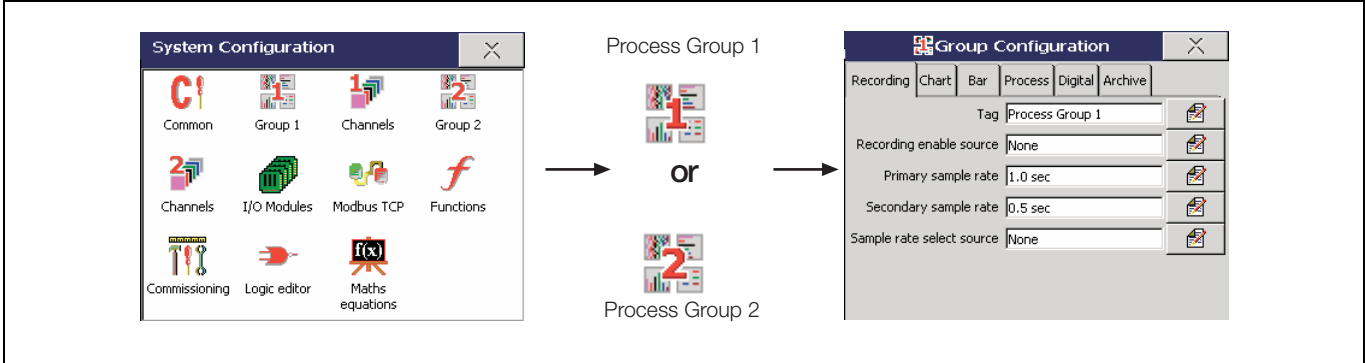 System Configuration
Common
Group 1
Channels
Group 2
Channels
I/O Modules
Modbus TCP
Functions
Commissioning
Logic editor
f(x)
Maths
equations
Process Group 1
1
or
2
Process Group 2
Group Configuration
Recording Chart Bar Process Digital Archive
Tag Process Group 1
Recording enable source None
Primary sample rate 1.0 sec
Secondary sample rate 0.5 sec
Sample rate select source None